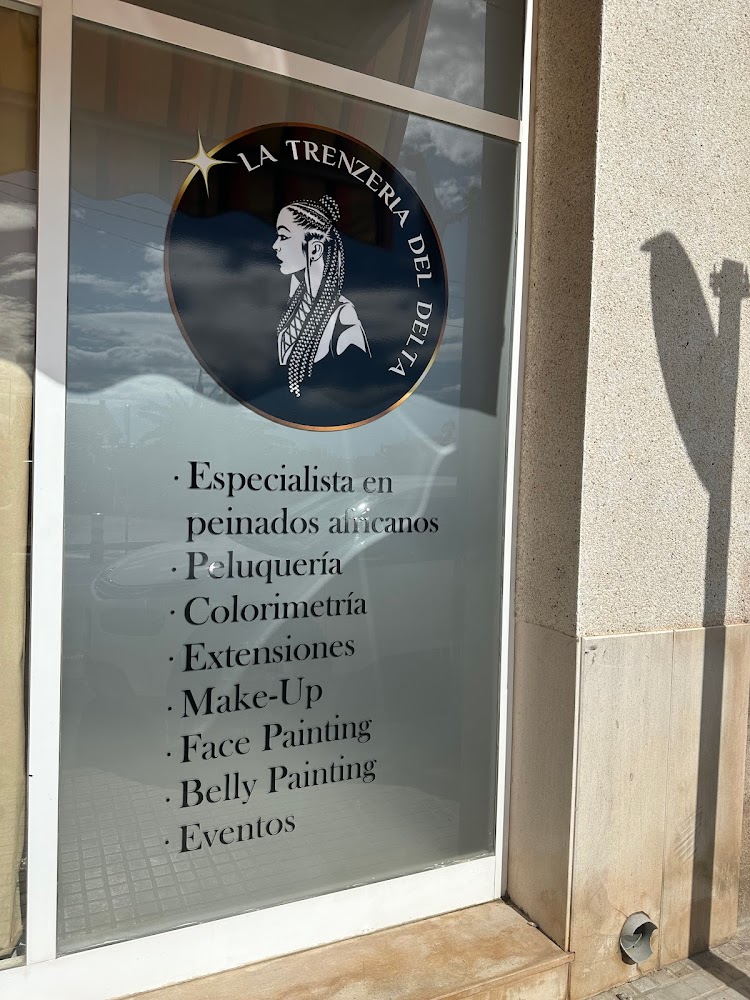 LA TRENZERIA DEL DELTA
· Especialista en
peinados africanos
· Peluquería
· Colorimetría
· Extensiones
· Make-Up
· Face Painting
· Belly Painting
· Eventos